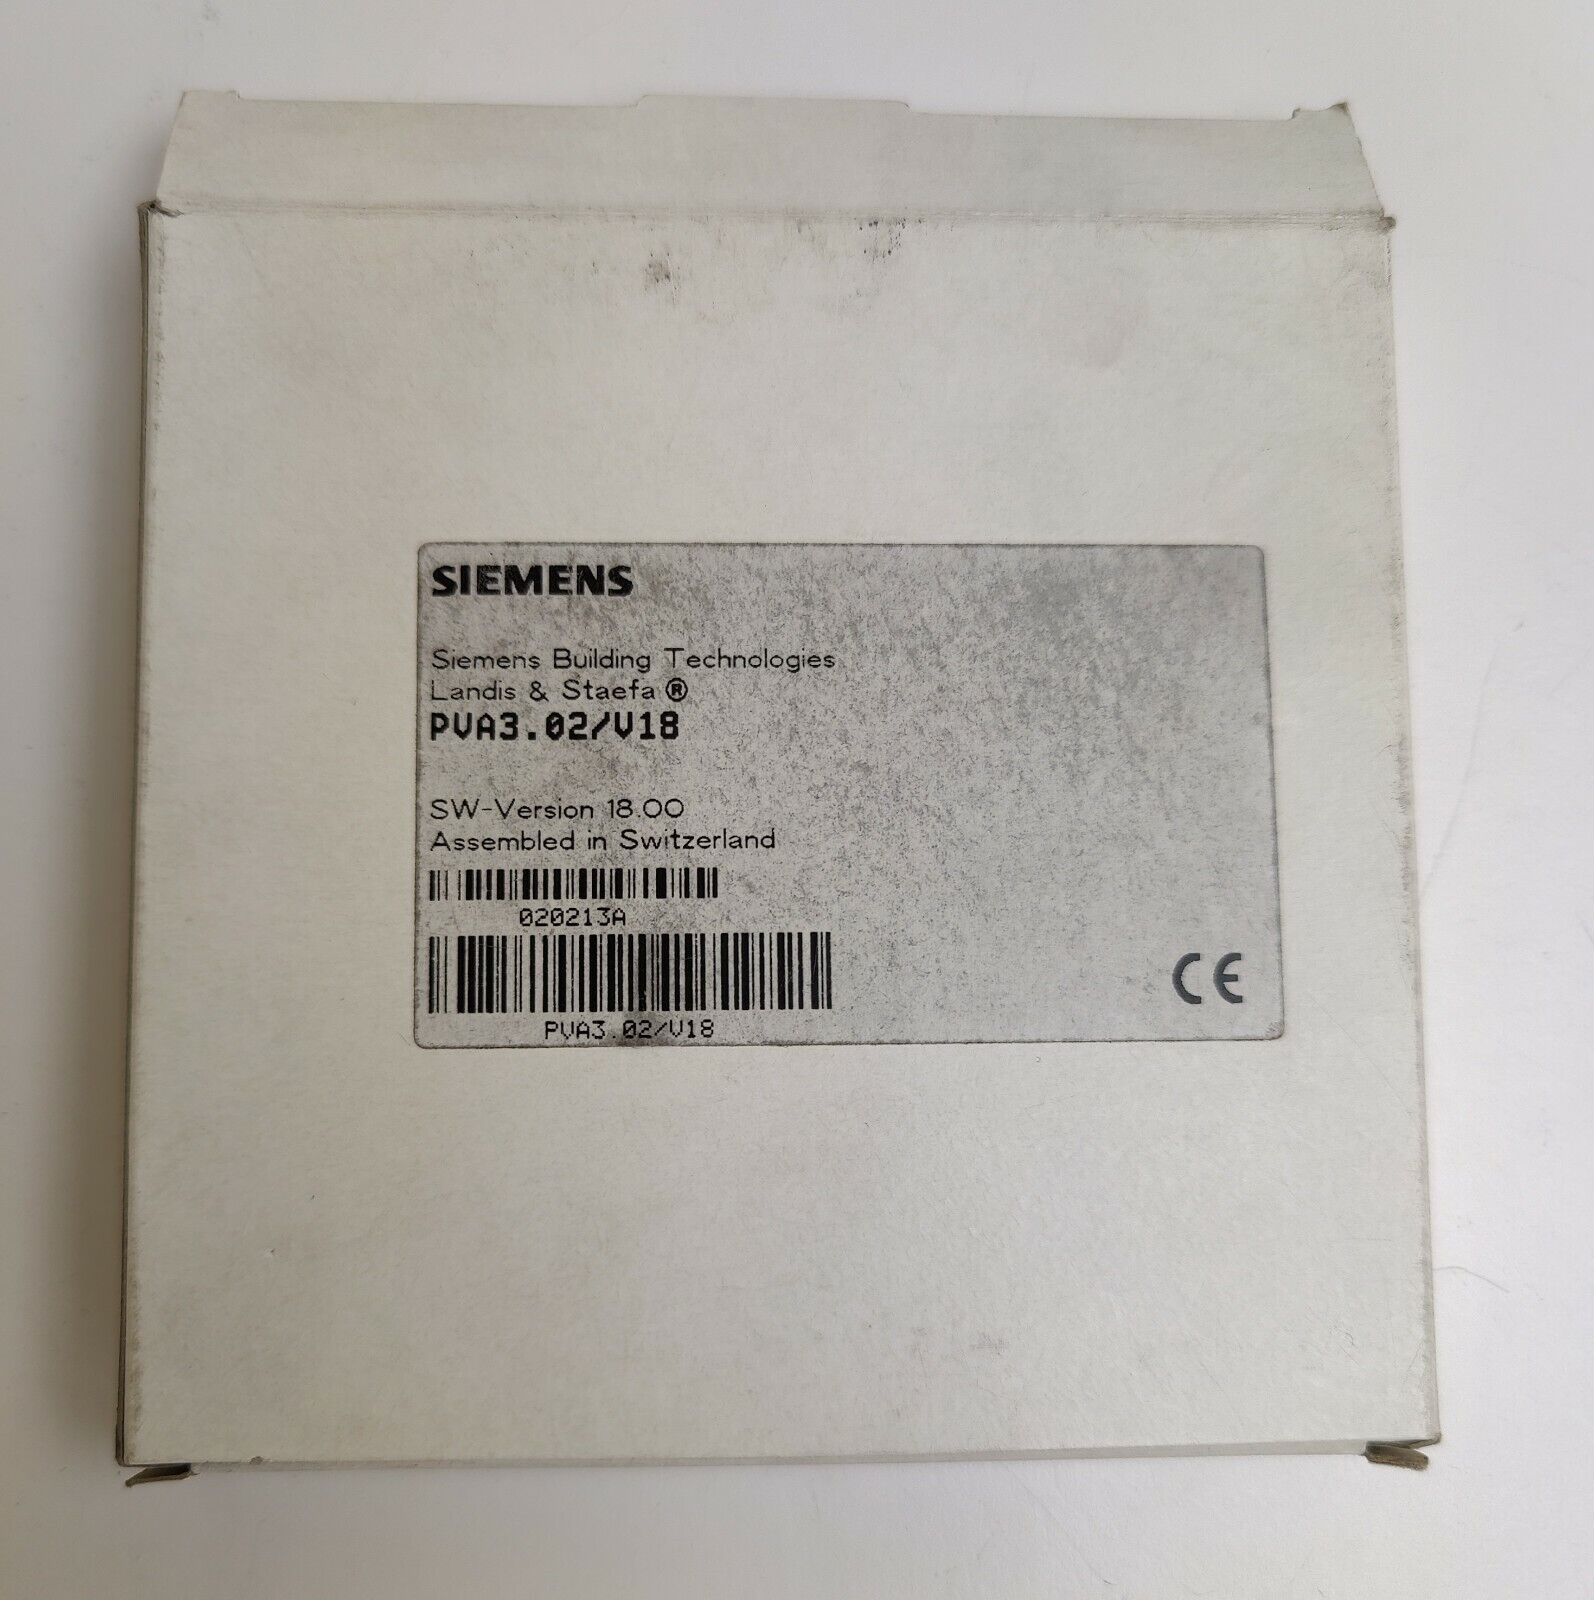 SIEMENS
Siemens Building Technologies
Landis & Staefa ®
PVA3.02/V18
SW-Version 18.00
Assembled in Switzerland
020213A
PVA3.02/V18
CE